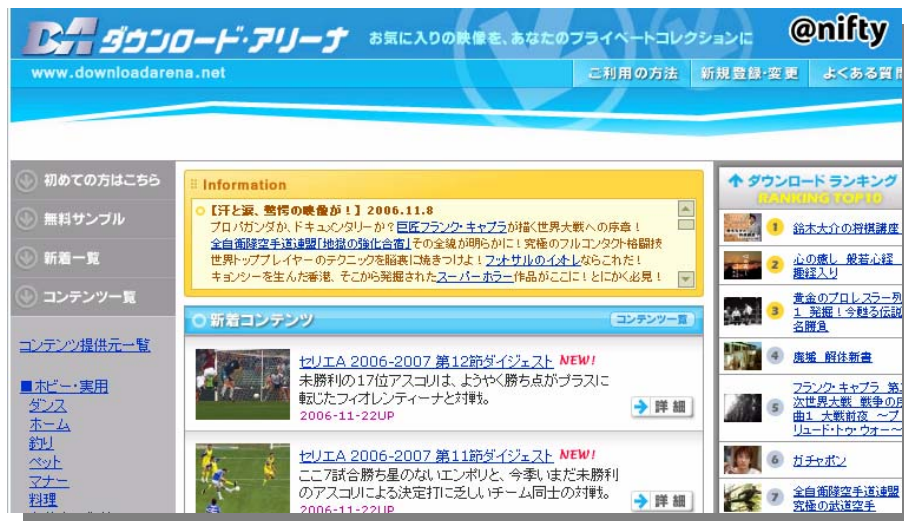 DA ダウンロード・アリーナ
お気に入りの映像を、あなたのプライベートコレクションに
@nifty
www.downloadarena.net
ご利用の方法
新規登録・変更
よくある質問
初めての方はこちら
無料サンプル
新着一覧
コンテンツ一覧
コンテンツ提供元一覧
■ホビー・実用
ダンス
ホーム
釣り
ペット
マナー
料理
Information
【汗と涙、驚愕の映像が！】2006.11.8
プロパガンダか、ドキュメンタリーか？巨匠フランク・キャプラが描く世界大戦への序章！
全自衛隊空手道連盟「地獄の強化合宿」その全貌が明らかに！究極のフルコンタクト格闘技
世界トッププレイヤーのテクニックを脳裏に焼きつけよ！フットサルのイオレならこれだ！
キョンシーを生んだ香港、そこから発掘されたスーパーホラー作品がここに！とにかく必見！
新着コンテンツ
コンテンツ一覧
セリエA 2006-2007 第12節ダイジェスト NEW!
未勝利の17位アスコリは、ようやく勝ち点がプラスに
転じたフィオレンティーナと対戦。
2006-11-22UP
詳細
セリエA 2006-2007 第11節ダイジェスト NEW!
ここ7試合勝ち星のないエンポリと、今季いまだ未勝利
のアスコリによる決定打に乏しいチーム同士の対戦。
2006-11-22UP
詳細
ダウンロード ランキング
RANKING TOP10
1 鈴木大介の将棋講座
2 心の癒し 般若心経
経入り
3 黄金のプロレスラー列
1 発掘！今甦る伝説
名勝負
4 廃墟 解体新書
5 フランク・キャプラ 第
次世界大戦 戦争の序
曲1 大戦前夜 ～プ
リュード・トゥ・ウォー～
6 ガチャポン
7 全自衛隊空手道連盟
究極の武道空手